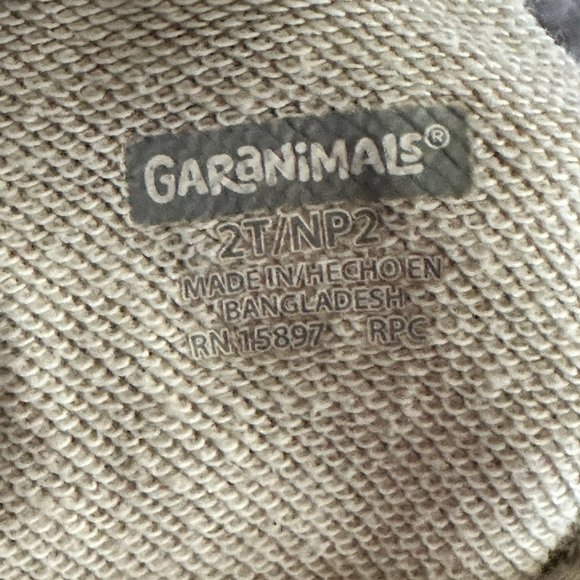 GARANIMALS®
2T/NP2
MADE IN/HECHO EN
BANGLADESH
RN 15897 RPC